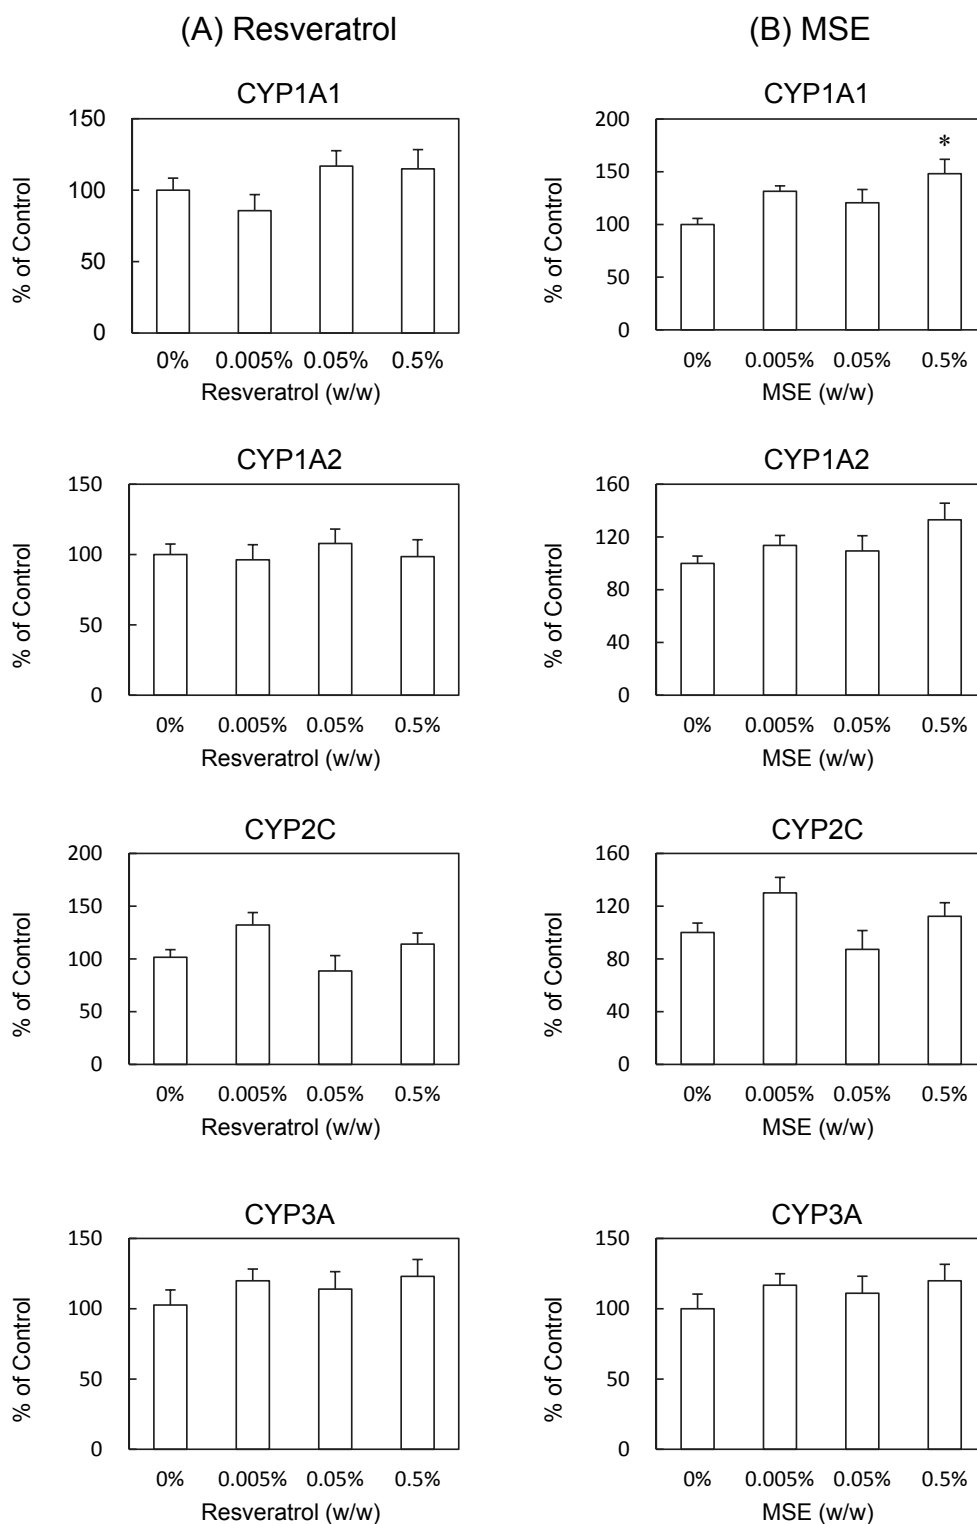 (A) Resveratrol
(B) MSE
CYP1A1
% of Control
150
100
50
0
0% 0.005% 0.05% 0.5%
Resveratrol (w/w)
CYP1A1
% of Control
200
150
100
50
0
*
0% 0.005% 0.05% 0.5%
MSE (w/w)
CYP1A2
% of Control
150
100
50
0
0% 0.005% 0.05% 0.5%
Resveratrol (w/w)
CYP1A2
% of Control
160
120
80
40
0
0% 0.005% 0.05% 0.5%
MSE (w/w)
CYP2C
% of Control
200
150
100
50
0
0% 0.005% 0.05% 0.5%
Resveratrol (w/w)
CYP2C
% of Control
160
120
80
40
0
0% 0.005% 0.05% 0.5%
MSE (w/w)
CYP3A
% of Control
150
100
50
0
0% 0.005% 0.05% 0.5%
Resveratrol (w/w)
CYP3A
% of Control
150
100
50
0
0% 0.005% 0.05% 0.5%
MSE (w/w)